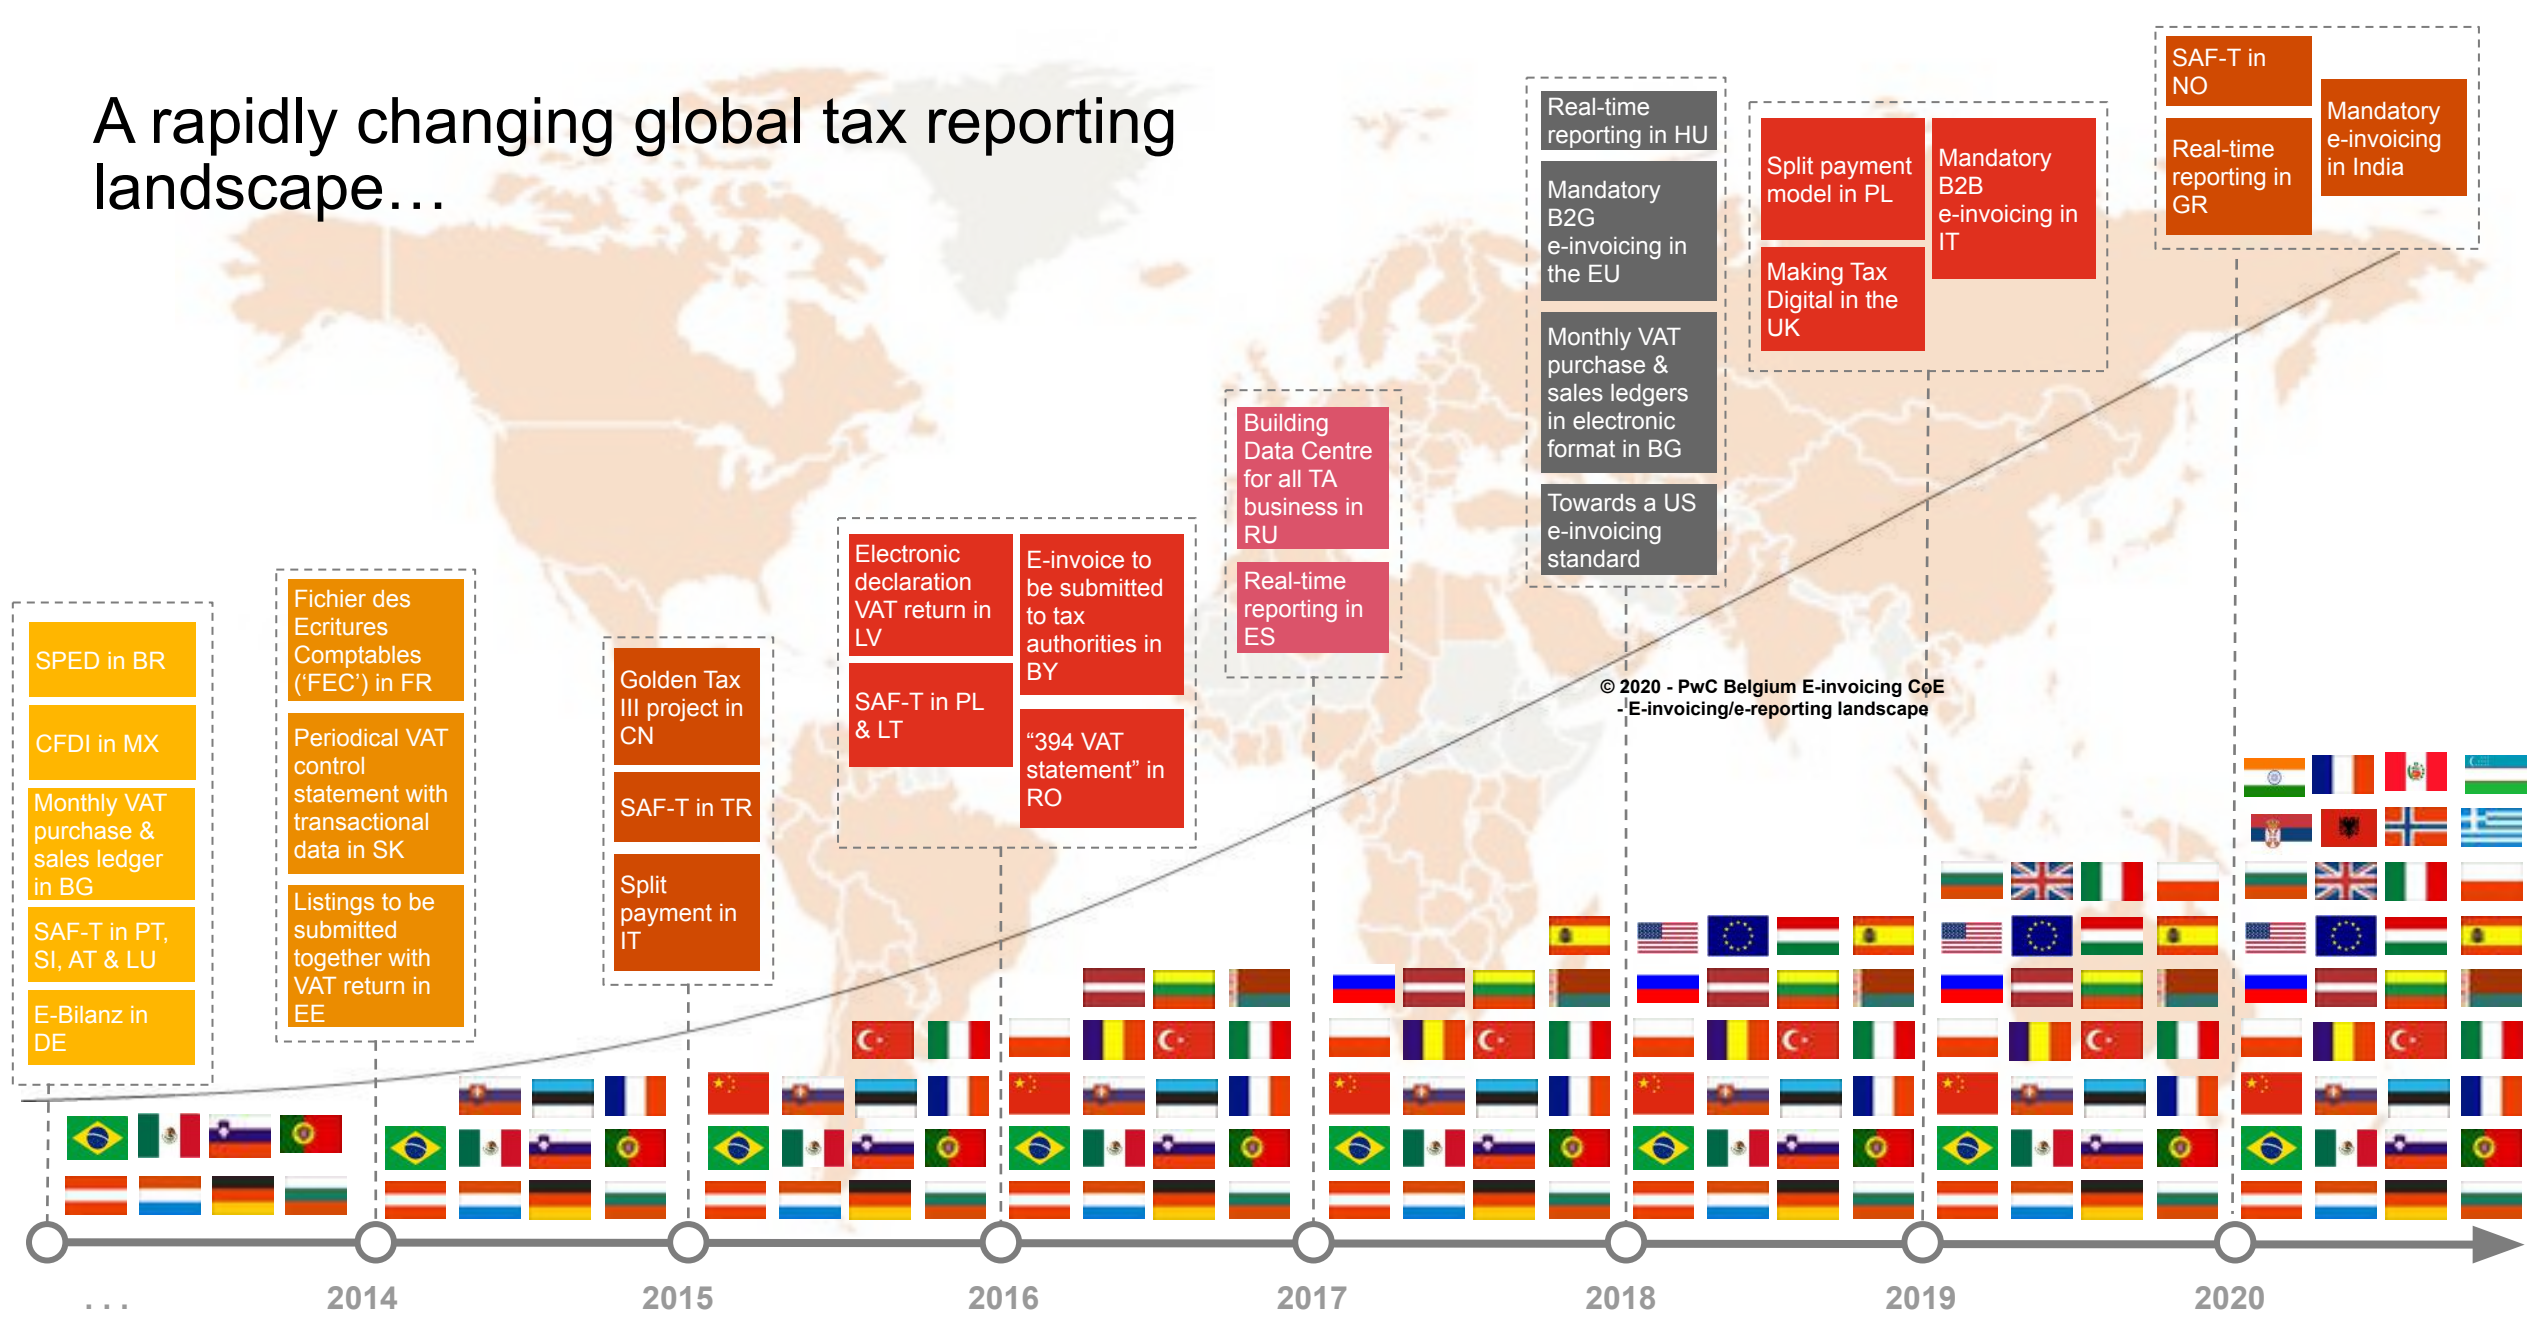 A rapidly changing global tax reporting
landscape…
SPED in BR
CFDI in MX
Monthly VAT
purchase &
sales ledger
in BG
SAF-T in PT,
SI, AT & LU
E-Bilanz in
DE
Fichier des
Ecritures
Comptables
(‘FEC’) in FR
Periodical VAT
control
statement with
transactional
data in SK
Listings to be
submitted
together with
VAT return in
EE
Golden Tax
III project in
CN
SAF-T in TR
Split
payment in
IT
Electronic
declaration
VAT return in
LV
SAF-T in PL
& LT
E-invoice to
be submitted
to tax
authorities in
BY
“394 VAT
statement” in
RO
Building
Data Centre
for all TA
business in
RU
Real-time
reporting in
ES
Real-time
reporting in HU
Mandatory
B2G
e-invoicing in
the EU
Monthly VAT
purchase &
sales ledgers
in electronic
format in BG
Towards a US
e-invoicing
standard
Split payment
model in PL
Making Tax
Digital in the
UK
Mandatory
B2B
e-invoicing in
IT
SAF-T in
NO
Real-time
reporting in
GR
Mandatory
e-invoicing
in India
© 2020 - PwC Belgium E-invoicing CoE
- E-invoicing/e-reporting landscape
. . .
2014
2015
2016
2017
2018
2019
2020